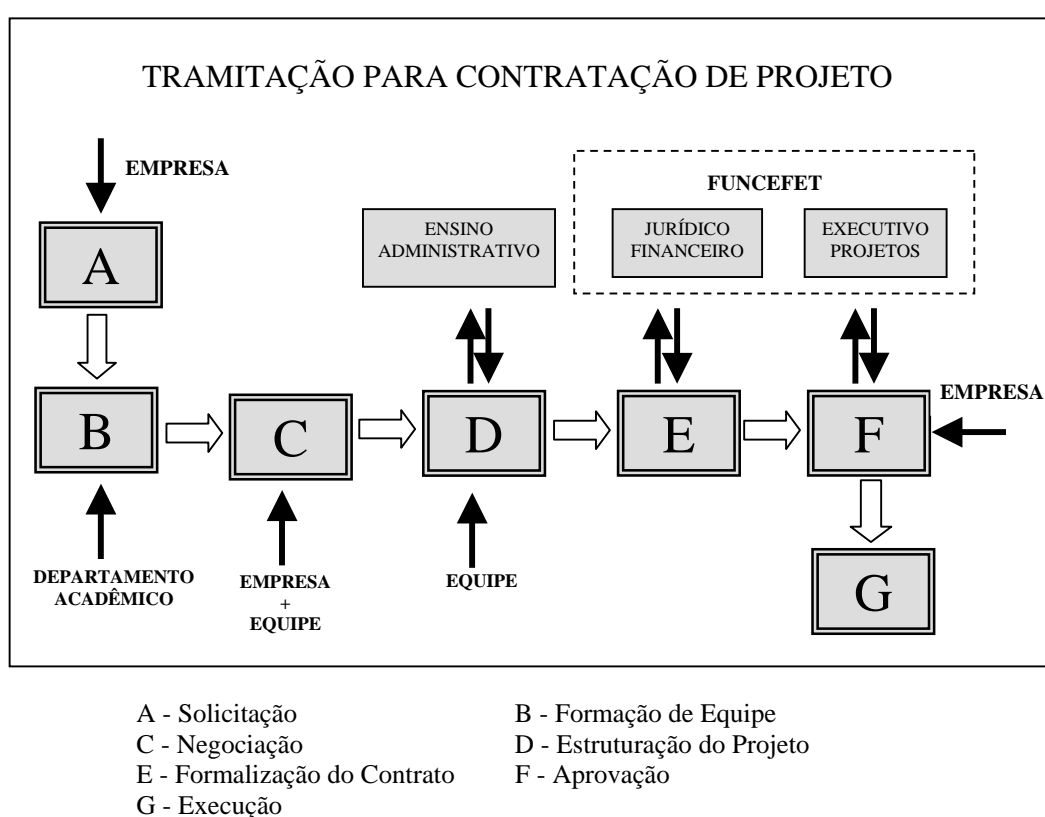 TRAMITAÇÃO PARA CONTRATAÇÃO DE PROJETO
EMPRESA
FUNCEFET
ENSINO
ADMINISTRATIVO
JURÍDICO
FINANCEIRO
EXECUTIVO
PROJETOS
A
EMPRESA
B
C
D
E
F
DEPARTAMENTO
ACADÊMICO
EMPRESA
+
EQUIPE
EQUIPE
G
A - Solicitação
B - Formação de Equipe
C - Negociação
D - Estruturação do Projeto
E - Formalização do Contrato
F - Aprovação
G - Execução